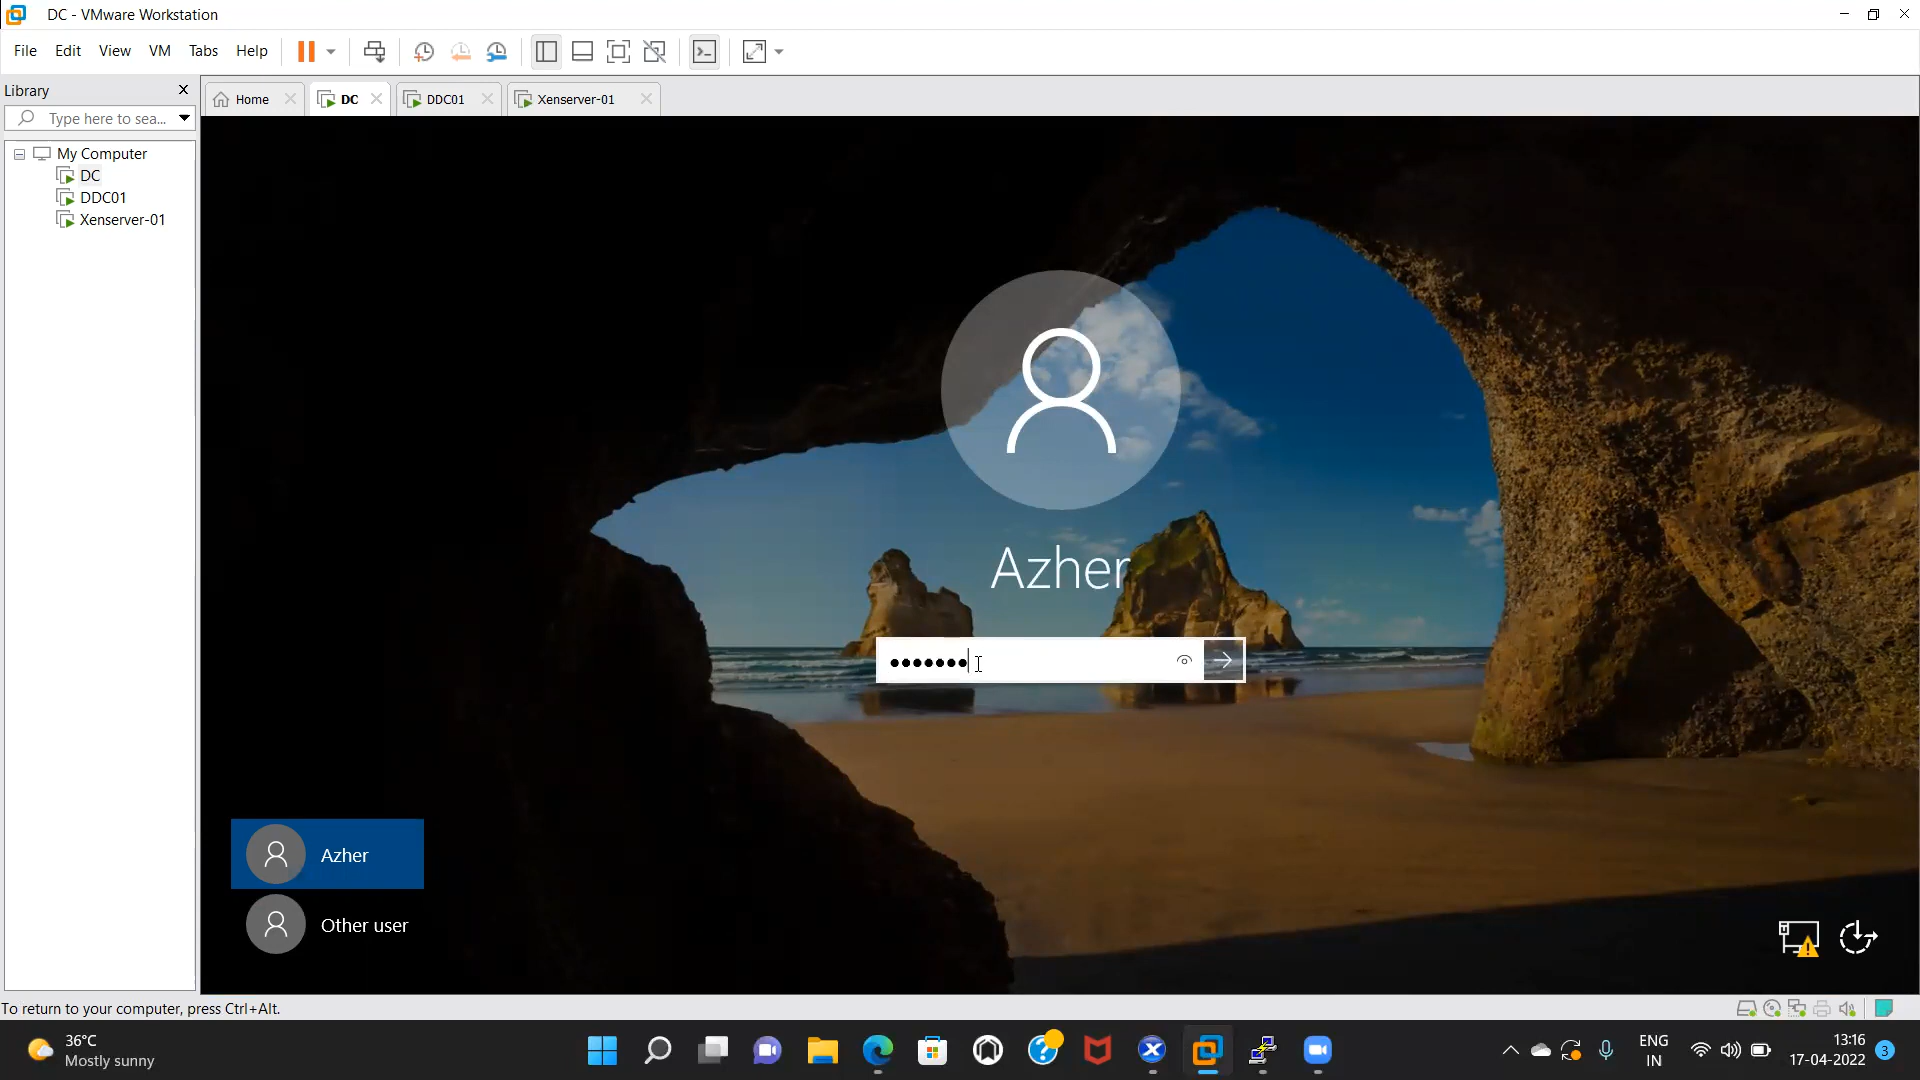 DC - VMware Workstation
File Edit View VM Tabs Help
Library
Type here to sea...
Home
DC
DDC01
Xenserver-01
My Computer
DC
DDC01
Xenserver-01
Azher
•••••••
Azher
Other user
To return to your computer, press Ctrl+Alt.
36°C
Mostly sunny
ENG
IN
13:16
17-04-2022
3